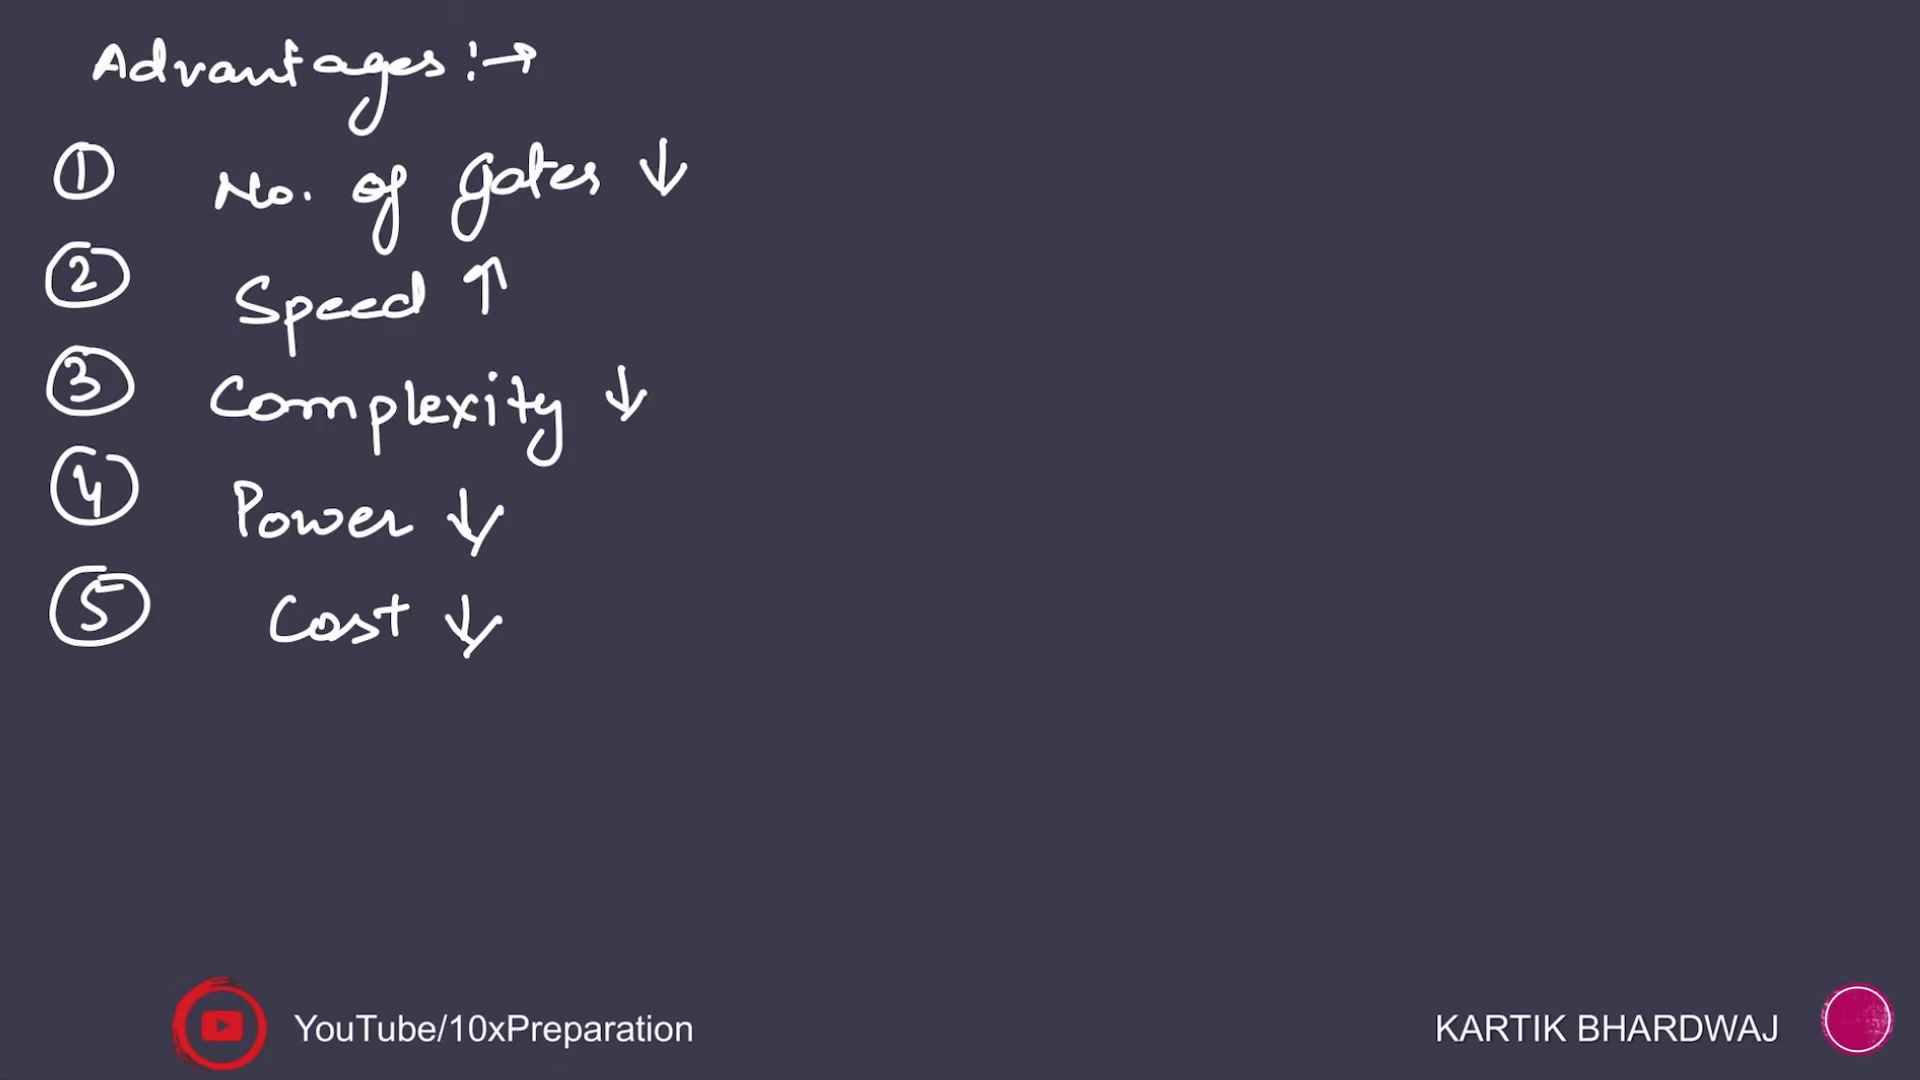 Advantages :→
① No. of gates ↓
② Speed ↑
③ Complexity ↓
④ Power ↓
⑤ Cost ↓
YouTube/10xPreparation
KARTIK BHARDWAJ